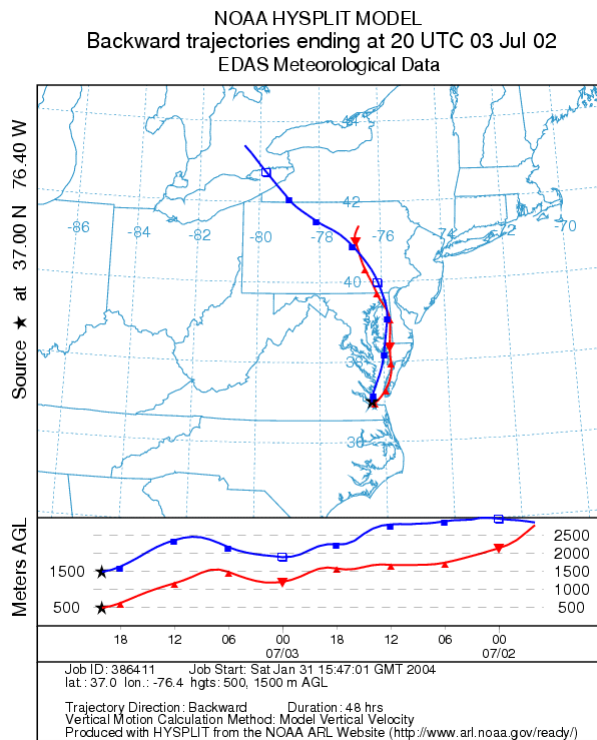 NOAA HYSPLIT MODEL
Backward trajectories ending at 20 UTC 03 Jul 02
EDAS Meteorological Data
Source ★ at 37.00 N 76.40 W
44
42
-86 -84 -82 -80 -78 -76 -74 -72 -70
40
38
36
Meters AGL
2500
2000
1500 1500
1000
500 500
18 12 06 00 18 12 06 00
07/03 07/02
Job ID: 386411 Job Start: Sat Jan 31 15:47:01 GMT 2004
lat.: 37.0 lon.: -76.4 hgts: 500, 1500 m AGL
Trajectory Direction: Backward Duration: 48 hrs
Vertical Motion Calculation Method: Model Vertical Velocity
Produced with HYSPLIT from the NOAA ARL Website (http://www.arl.noaa.gov/ready/)